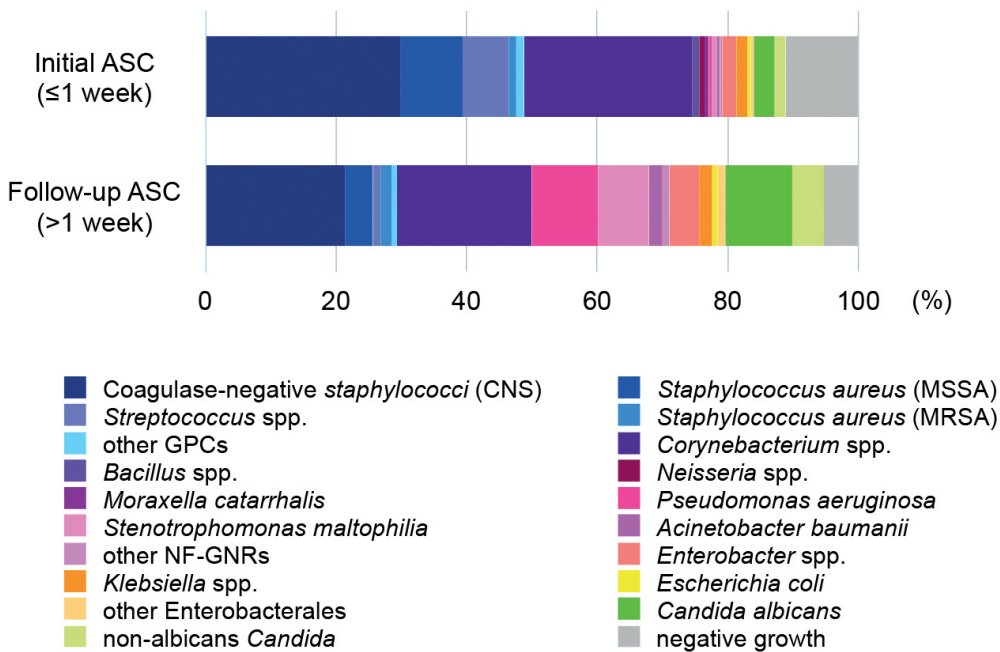 Initial ASC
(≤1 week)
Follow-up ASC
(>1 week)
0 20 40 60 80 100 (%)
Coagulase-negative staphylococci (CNS)
Staphylococcus aureus (MSSA)
Streptococcus spp.
Staphylococcus aureus (MRSA)
other GPCs
Corynebacterium spp.
Bacillus spp.
Neisseria spp.
Moraxella catarrhalis
Pseudomonas aeruginosa
Stenotrophomonas maltophilia
Acinetobacter baumanii
other NF-GNRs
Enterobacter spp.
Klebsiella spp.
Escherichia coli
other Enterobacterales
Candida albicans
non-albicans Candida
negative growth